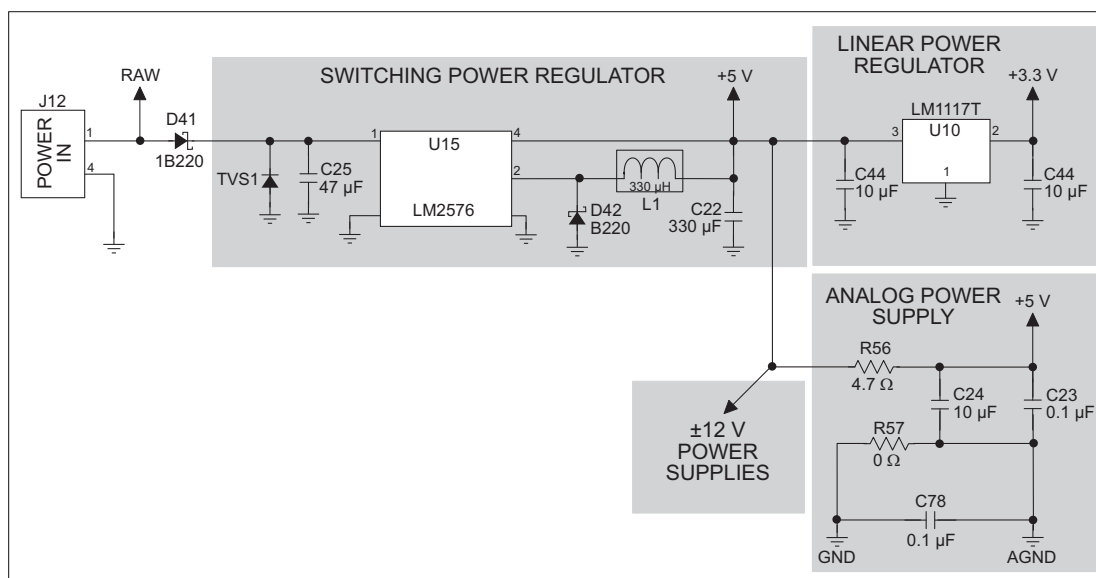 SWITCHING POWER REGULATOR
LINEAR POWER
REGULATOR
RAW
+5 V
+3.3 V
J12
D41
LM1117T
POWER
IN
1
4
1B220
1
U15
4
3
U10
2
TVS1
C25
47 µF
2
330 µH
L1
C44
10 µF
1
C44
10 µF
LM2576
D42
B220
C22
330 µF
ANALOG POWER
SUPPLY
+5 V
R56
4.7 Ω
C24
10 µF
C23
0.1 µF
±12 V
POWER
SUPPLIES
R57
0 Ω
C78
0.1 µF
GND
AGND